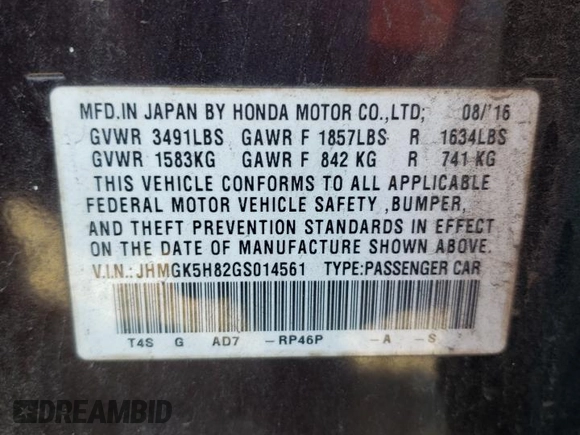 MFD.IN JAPAN BY HONDA MOTOR CO.,LTD; 08/'16
GVWR 3491LBS GAWR F 1857LBS R 1634LBS
GVWR 1583KG GAWR F 842 KG R 741 KG
THIS VEHICLE CONFORMS TO ALL APPLICABLE
FEDERAL MOTOR VEHICLE SAFETY ,BUMPER,
AND THEFT PREVENTION STANDARDS IN EFFECT
ON THE DATE OF MANUFACTURE SHOWN ABOVE.
V.I.N.: JHMGK5H82GS014561 TYPE:PASSENGER CAR
T4S G AD7 -RP46P -A -S
DREAMBID